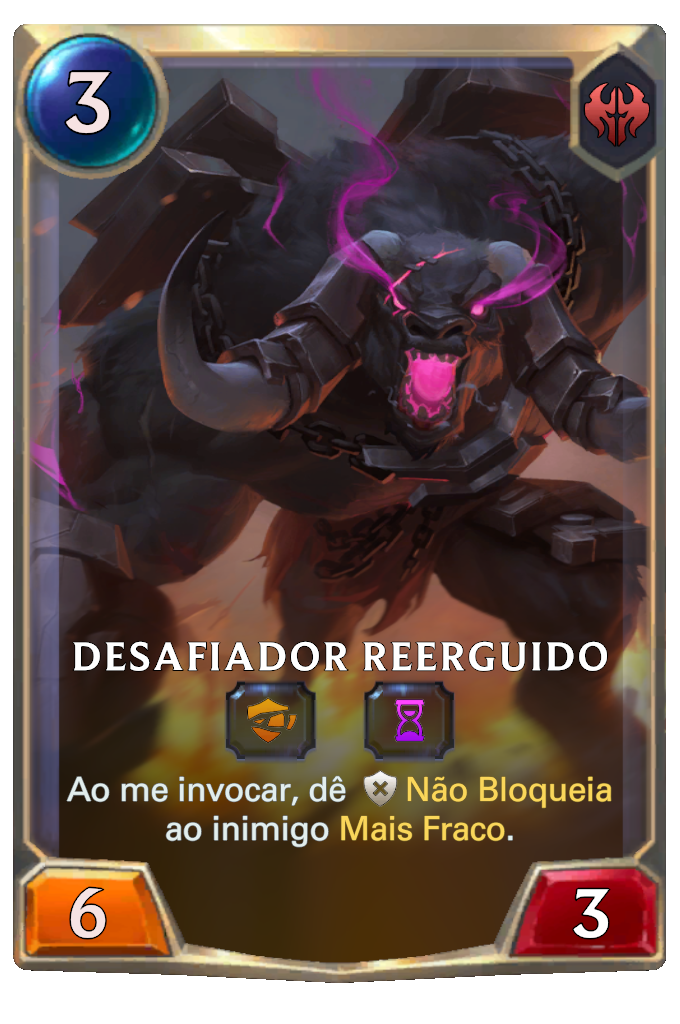 3
DESAFIADOR REERGUIDO
Ao me invocar, dê Não Bloqueia
ao inimigo Mais Fraco.
6
3